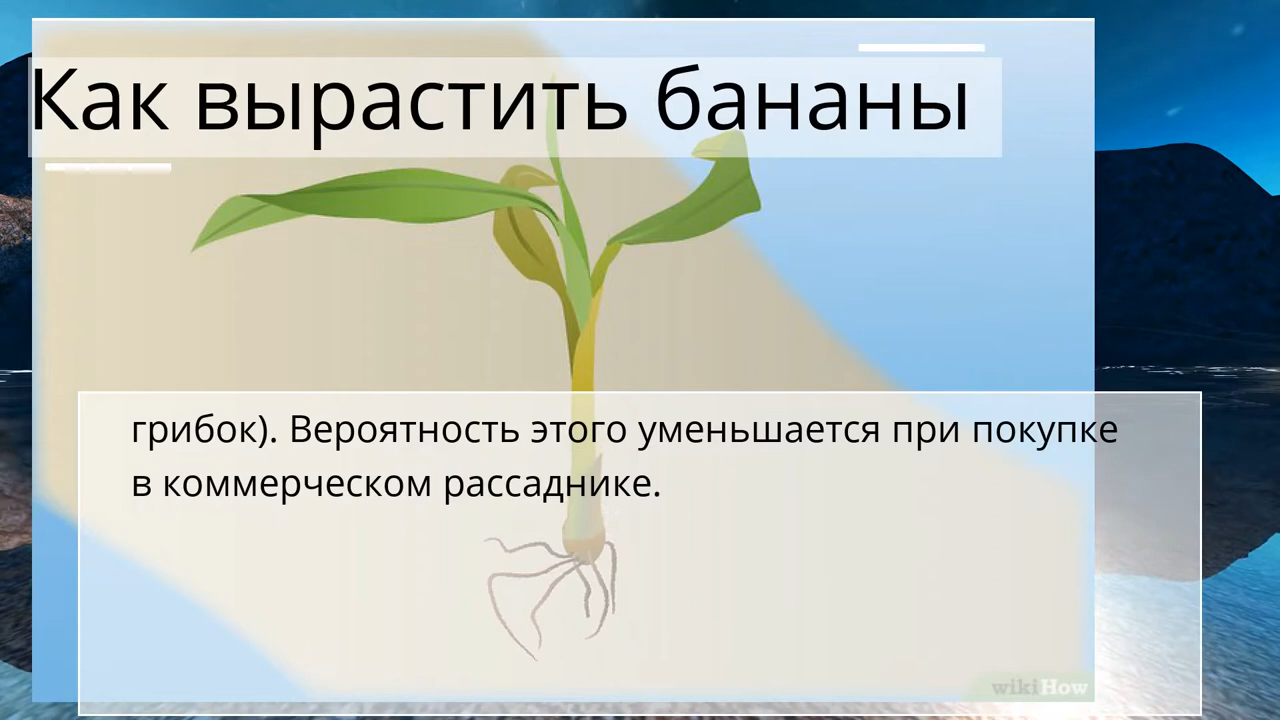 Как вырастить бананы
грибок). Вероятность этого уменьшается при покупке
в коммерческом рассаднике.
wikiHow